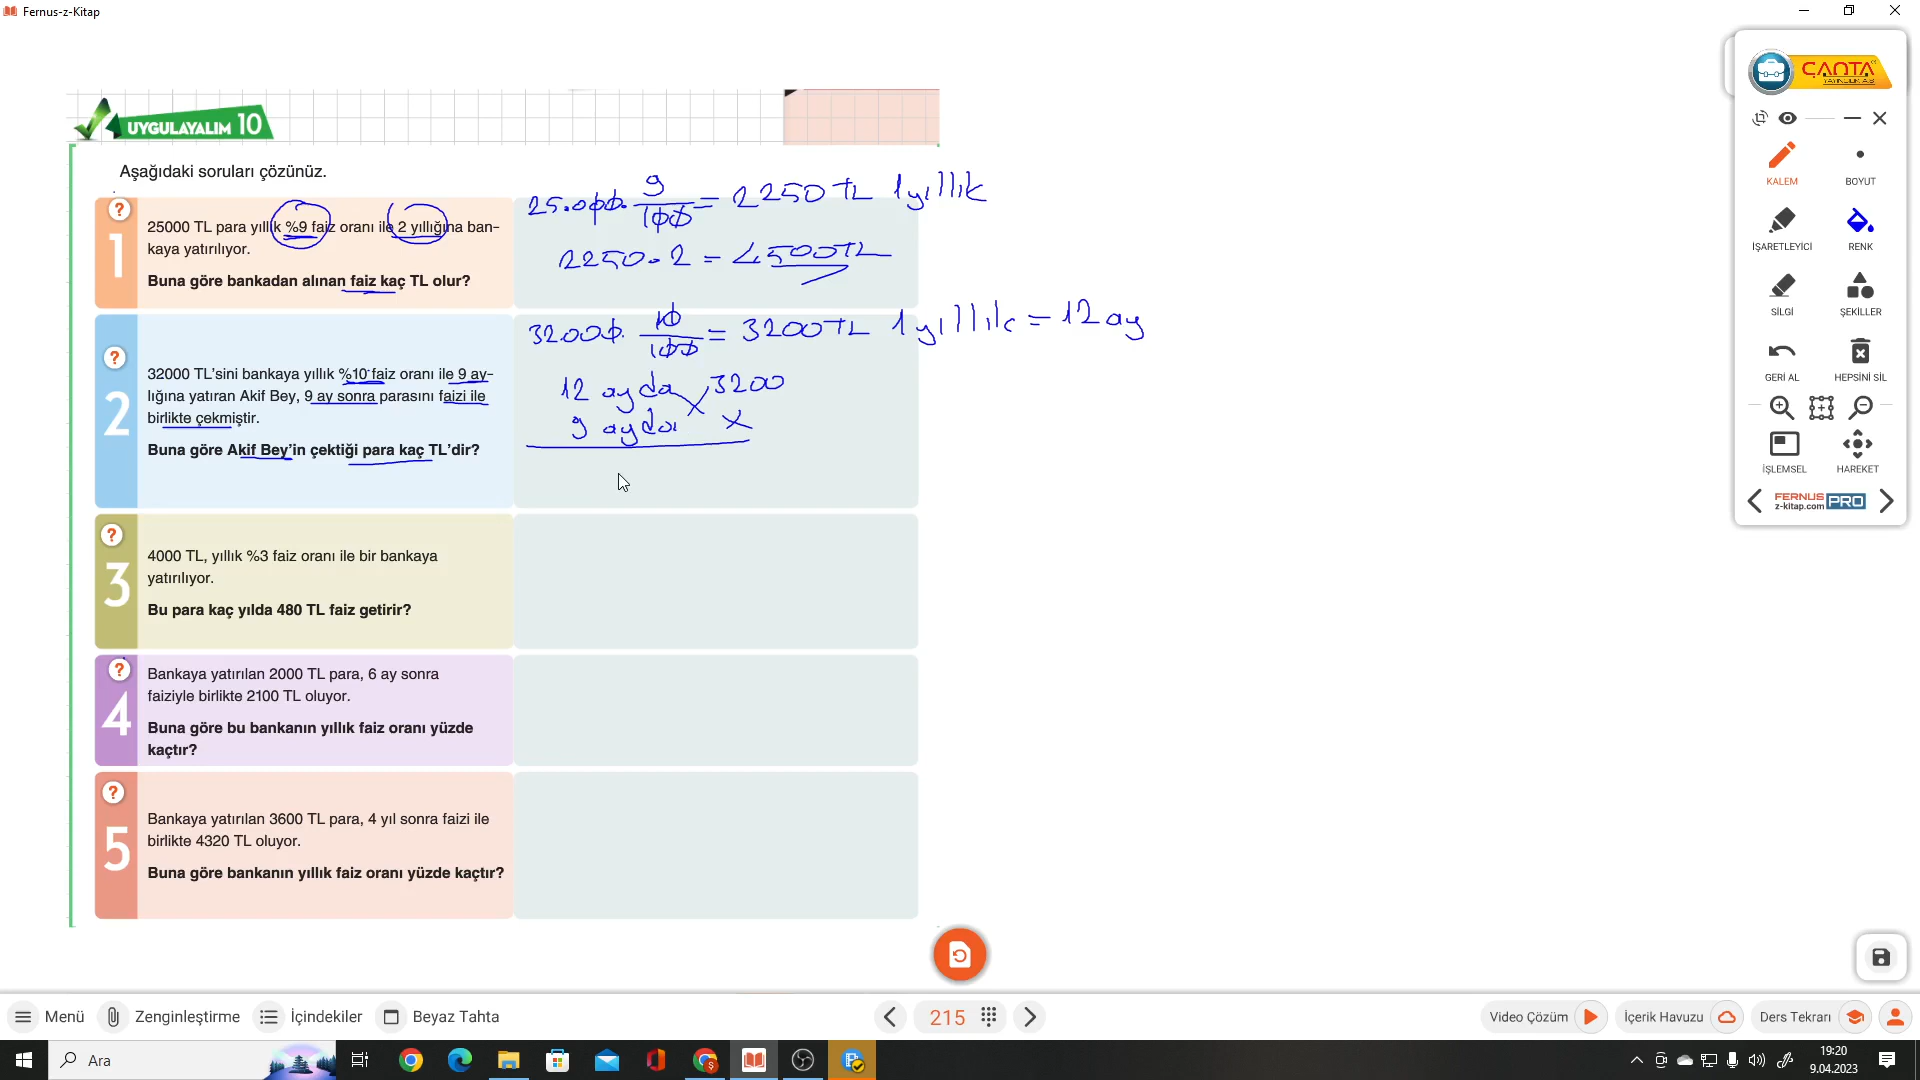 Fernus-z-Kitap
ÇANTA
YAYINCILIK A.Ş.
UYGULAYALIM 10
Aşağıdaki soruları çözünüz.
?
1
25000 TL para yıllık %9 faiz oranı ile 2 yıllığına ban-
kaya yatırılıyor.
Buna göre bankadan alınan faiz kaç TL olur?
25.000. 9/100 = 2250 TL 1 yıllık
2250. 2 = 4500 TL
?
2
32000 TL'sini bankaya yıllık %10 faiz oranı ile 9 ay-
lığına yatıran Akif Bey, 9 ay sonra parasını faizi ile
birlikte çekmiştir.
Buna göre Akif Bey'in çektiği para kaç TL'dir?
32.000. 10/100 = 3200 TL 1 yıllık = 12 ay
12 ayda 3200
9 ayda x
?
3
4000 TL, yıllık %3 faiz oranı ile bir bankaya
yatırılıyor.
Bu para kaç yılda 480 TL faiz getirir?
?
4
Bankaya yatırılan 2000 TL para, 6 ay sonra
faiziyle birlikte 2100 TL oluyor.
Buna göre bu bankanın yıllık faiz oranı yüzde
kaçtır?
?
5
Bankaya yatırılan 3600 TL para, 4 yıl sonra faizi ile
birlikte 4320 TL oluyor.
Buna göre bankanın yıllık faiz oranı yüzde kaçtır?
KALEM BOYUT
İŞARETLEYİCİ RENK
SİLGİ ŞEKİLLER
GERİ AL HEPSİNİ SİL
İŞLEMSEL HAREKET
FERNUS
z-kitap.com PRO
Menü Zenginleştirme İçindekiler Beyaz Tahta 215 Video Çözüm İçerik Havuzu Ders Tekrarı
Ara 19:20
9.04.2023